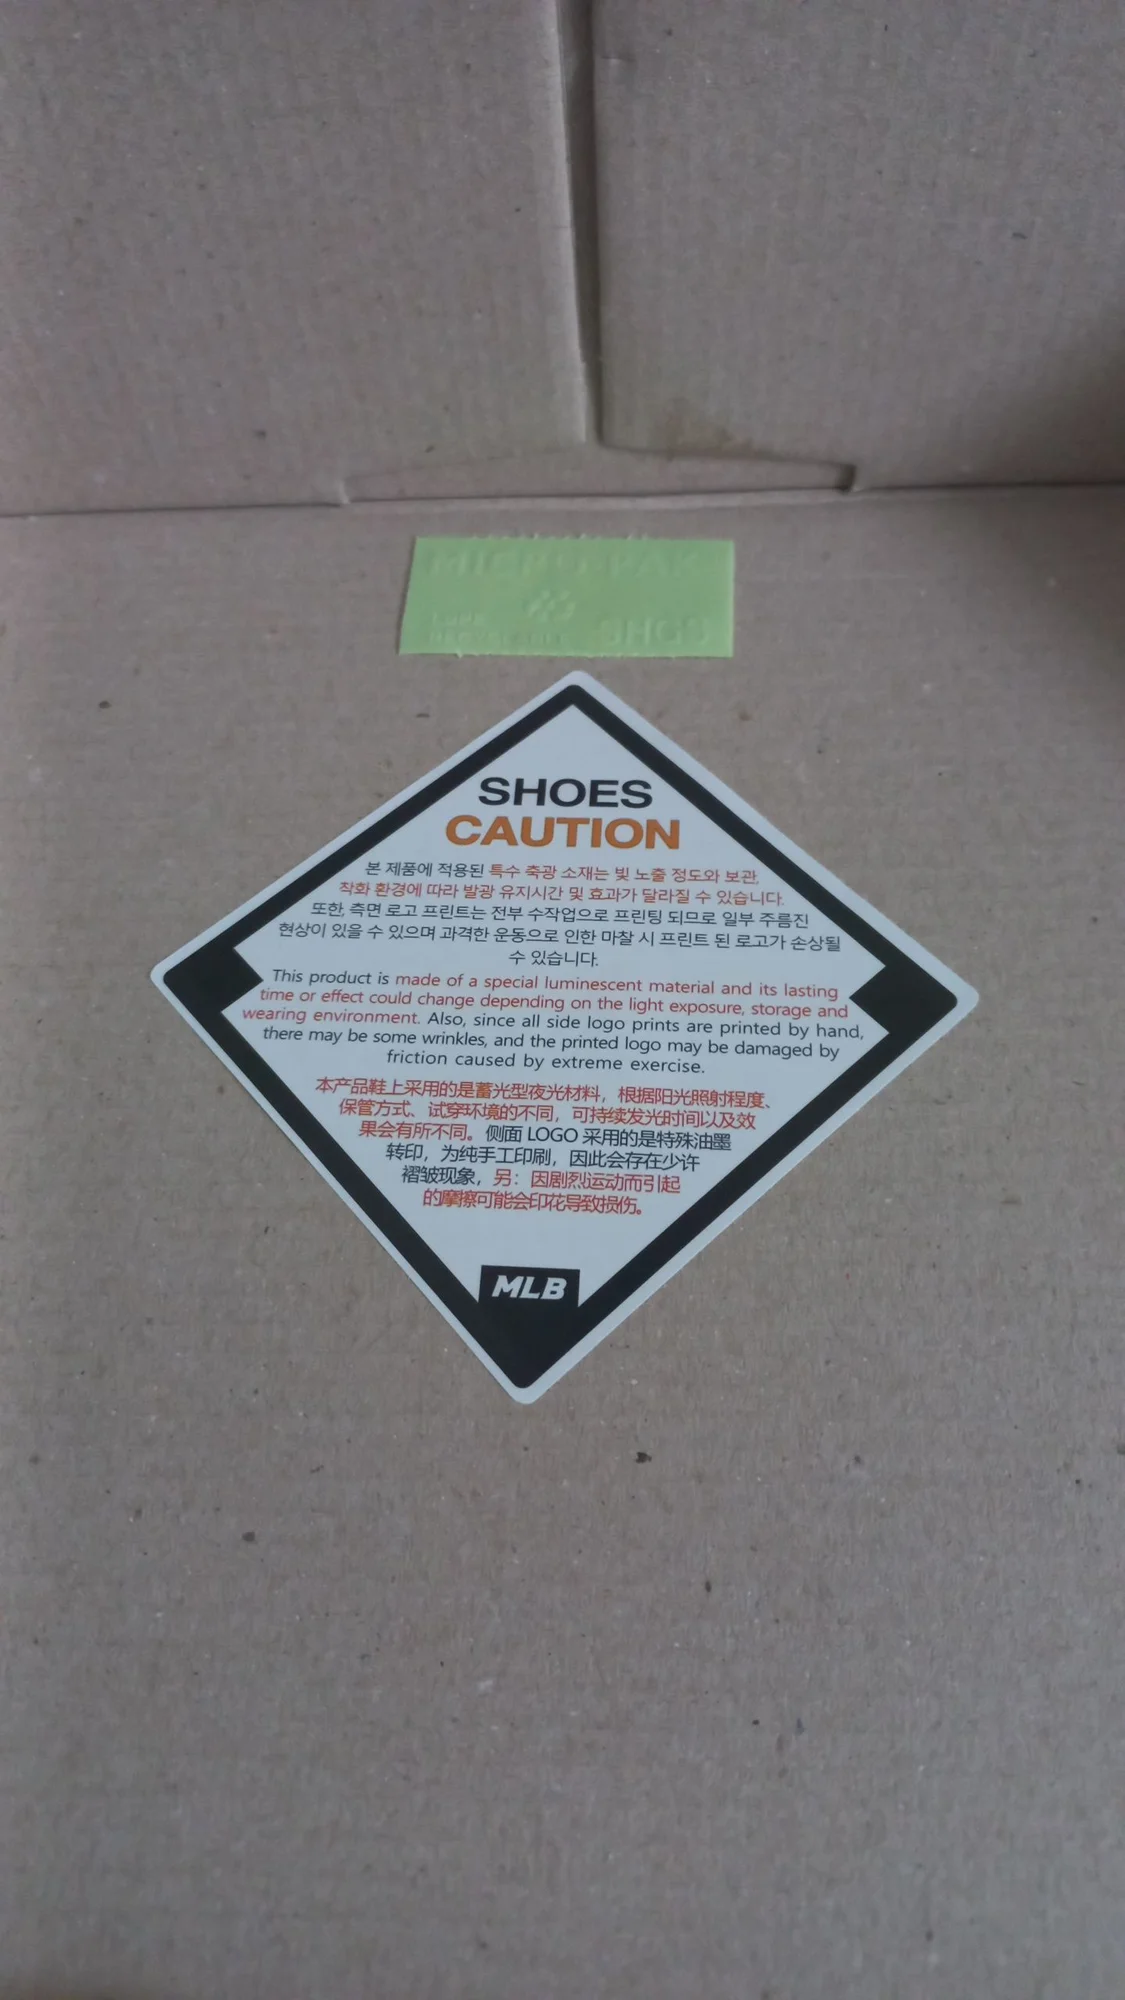 MICRO-PAK
SHOES
CAUTION
본 제품에 적용된 특수 축광 소재는 빛 노출 정도와 보관,
착화 환경에 따라 발광 유지시간 및 효과가 달라질 수 있습니다.
또한, 측면 로고 프린트는 전부 수작업으로 프린팅 되므로 일부 주름진
현상이 있을 수 있으며 과격한 운동으로 인한 마찰 시 프린트 된 로고가 손상될
수 있습니다.
This product is made of a special luminescent material and its lasting
time or effect could change depending on the light exposure, storage and
wearing environment. Also, since all side logo prints are printed by hand,
there may be some wrinkles, and the printed logo may be damaged by
friction caused by extreme exercise.
本产品鞋上采用的是蓄光型夜光材料，根据阳光照射程度、
保管方式、试穿环境的不同，可持续发光时间以及效
果会有所不同。侧面 LOGO 采用的是特殊油墨
转印，为纯手工印刷，因此会存在少许
褶皱现象，另：因剧烈运动而引起
的摩擦可能会印花导致损伤。
MLB